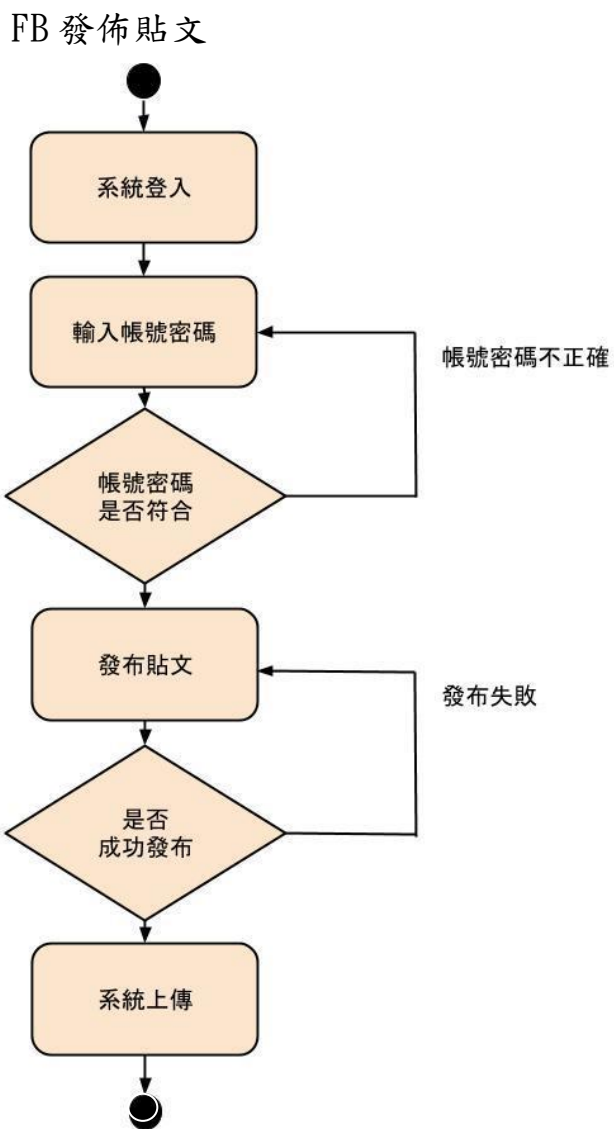 FB 發佈貼文
系統登入
輸入帳號密碼
帳號密碼不正確
帳號密碼
是否符合
發布貼文
發布失敗
是否
成功發布
系統上傳